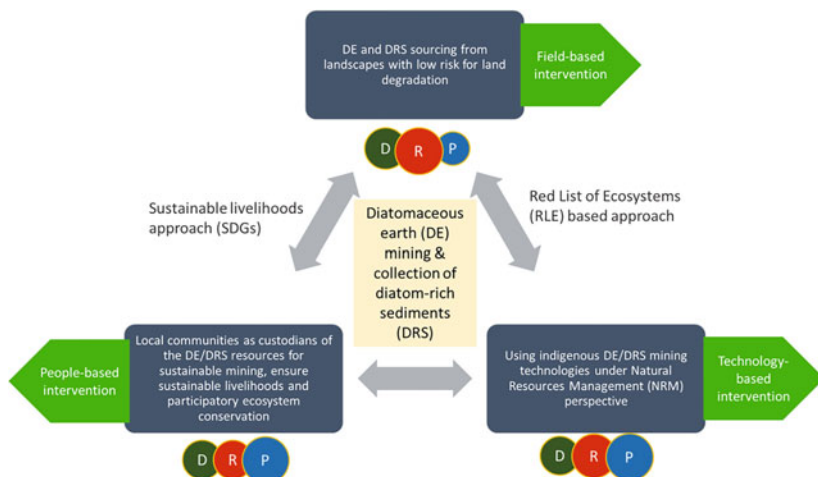 DE and DRS sourcing from
landscapes with low risk for land
degradation
Field-based
intervention
D R P
Sustainable livelihoods
approach (SDGs)
Red List of Ecosystems
(RLE) based approach
Diatomaceous
earth (DE)
mining &
collection of
diatom-rich
sediments
(DRS)
People-based
intervention
Local communities as custodians of
the DE/DRS resources for
sustainable mining, ensure
sustainable livelihoods and
participatory ecosystem
conservation
D R P
Using indigenous DE/DRS mining
technologies under Natural
Resources Management (NRM)
perspective
Technology-
based
intervention
D R P